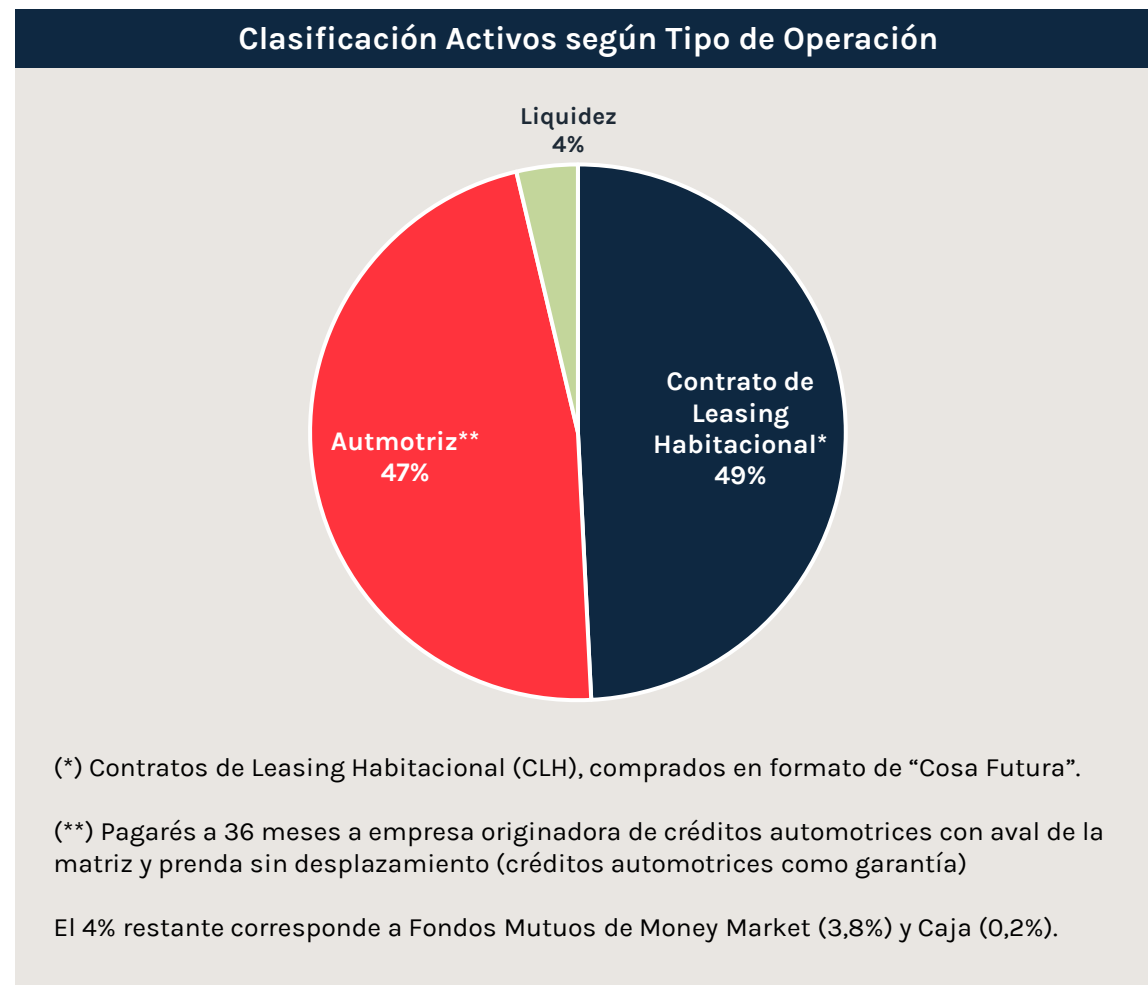 Clasificación Activos según Tipo de Operación
Liquidez
4%
Contrato de
Leasing
Habitacional*
49%
Autmotriz**
47%
(*) Contratos de Leasing Habitacional (CLH), comprados en formato de “Cosa Futura”.
(**) Pagarés a 36 meses a empresa originadora de créditos automotrices con aval de la
matriz y prenda sin desplazamiento (créditos automotrices como garantía)
El 4% restante corresponde a Fondos Mutuos de Money Market (3,8%) y Caja (0,2%).